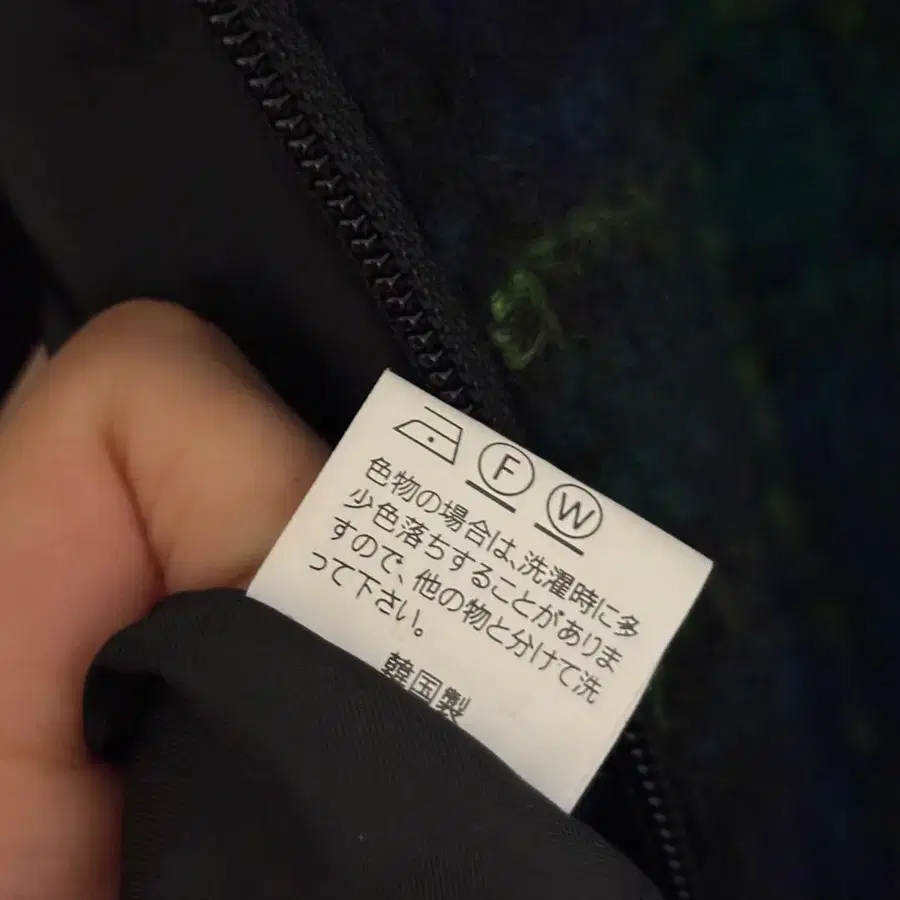 F W
色物の場合は、洗濯時に多
少色落ちすることがありま
すので、他の物と分けて洗
って下さい。
韓国製